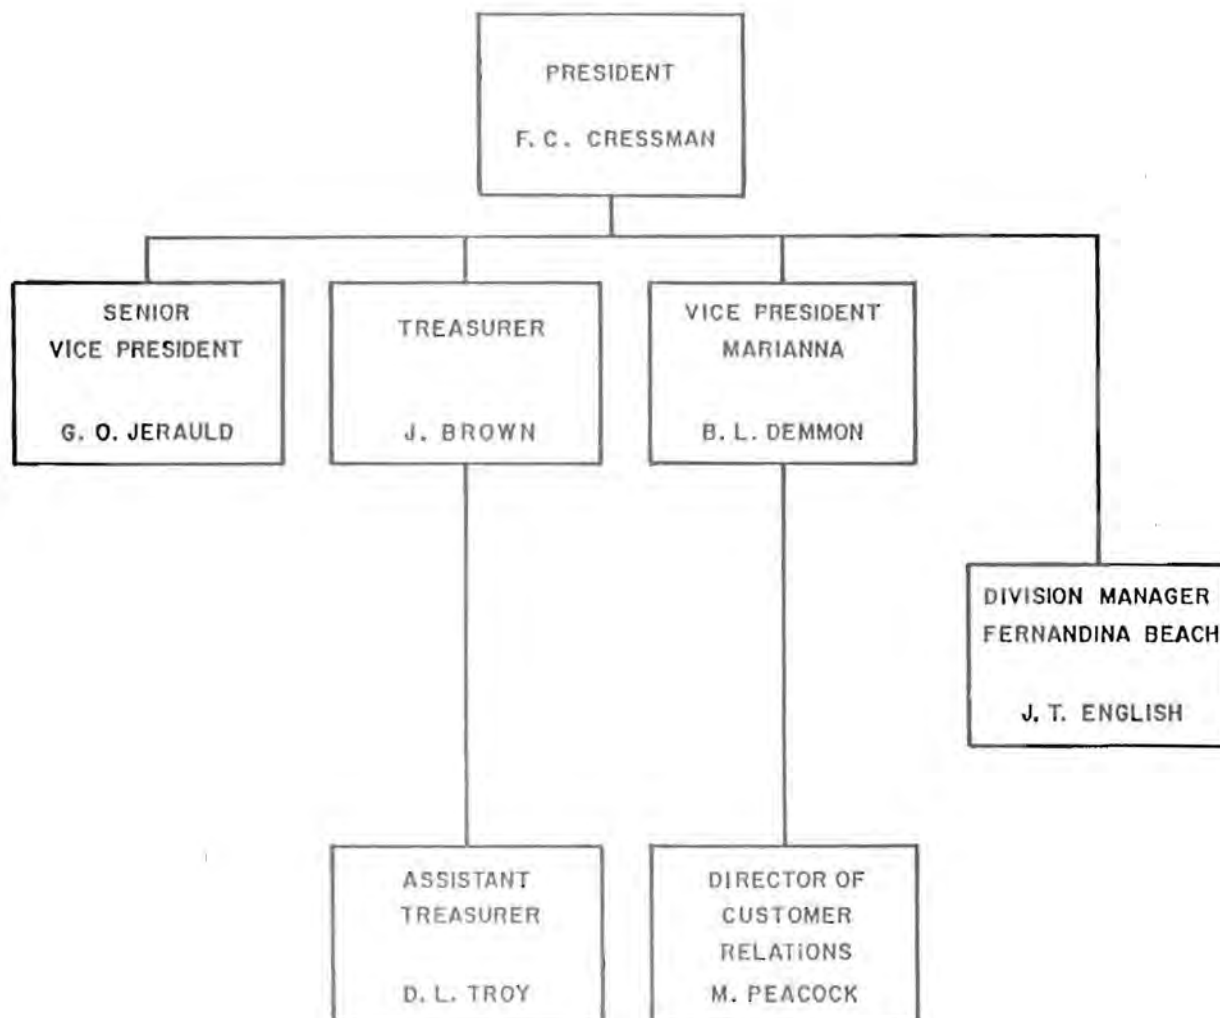 PRESIDENT
F. C. CRESSMAN
SENIOR
VICE PRESIDENT
G. O. JERAULD
TREASURER
J. BROWN
VICE PRESIDENT
MARIANNA
B. L. DEMMON
DIVISION MANAGER
FERNANDINA BEACH
J. T. ENGLISH
ASSISTANT
TREASURER
D. L. TROY
DIRECTOR OF
CUSTOMER
RELATIONS
M. PEACOCK